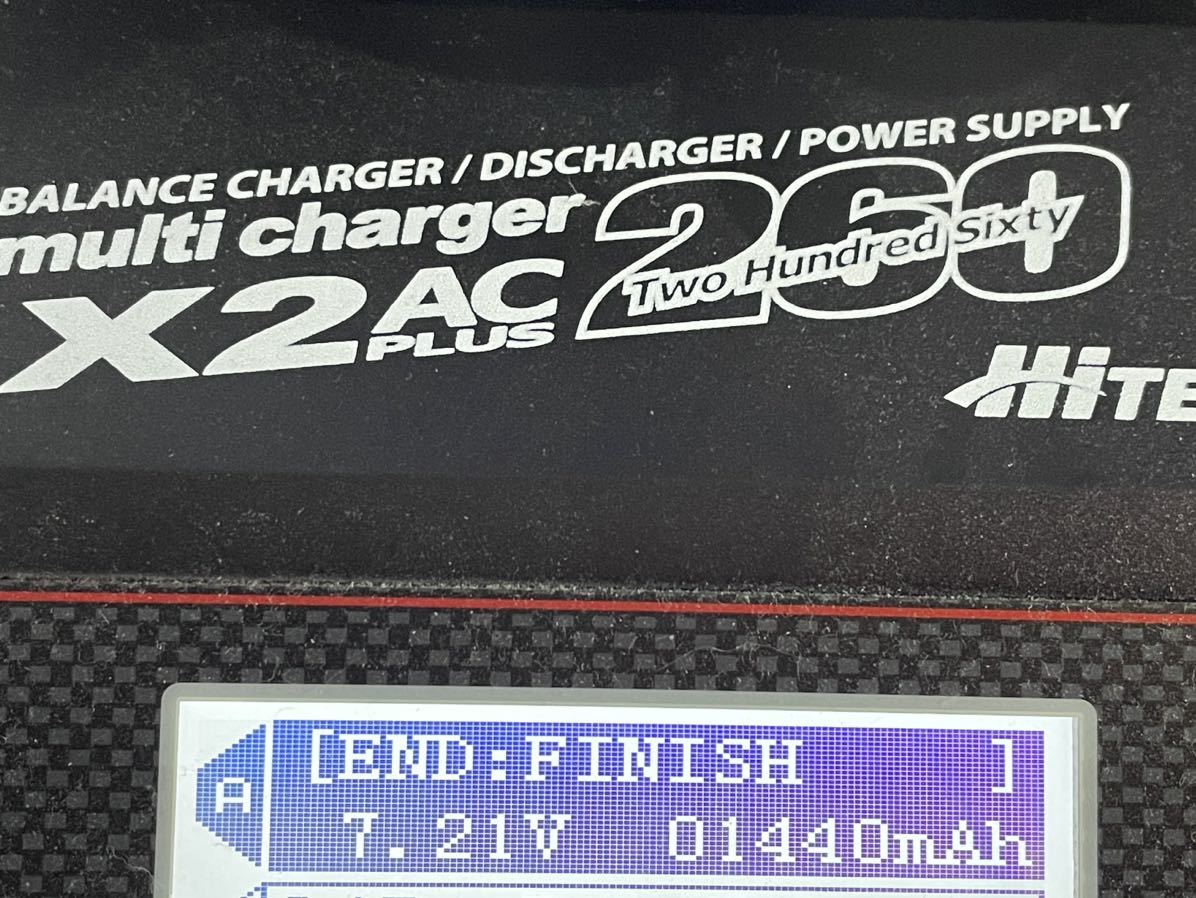 BALANCE CHARGER / DISCHARGER / POWER SUPPLY
multi charger
X2 AC PLUS 260
Two Hundred Sixty
HiTE
[END:FINISH ]
A
7.21V 01440mAh